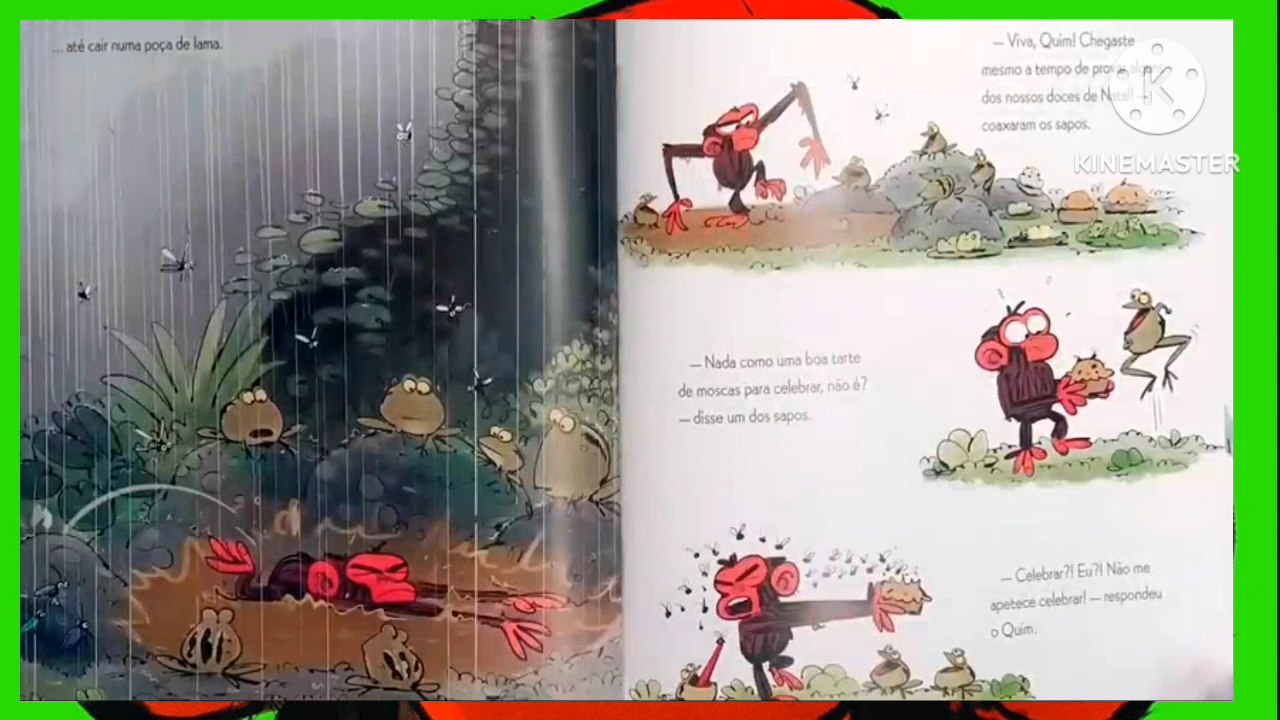 ... até cair numa poça de lama.
— Viva, Quim! Chegaste
mesmo a tempo de provar
dos nossos doces de Natal! —
coaxaram os sapos.
KINEMASTER
— Nada como uma boa tarte
de moscas para celebrar, não é?
— disse um dos sapos.
— Celebrar?! Eu?! Não me
apetece celebrar! — respondeu
o Quim.